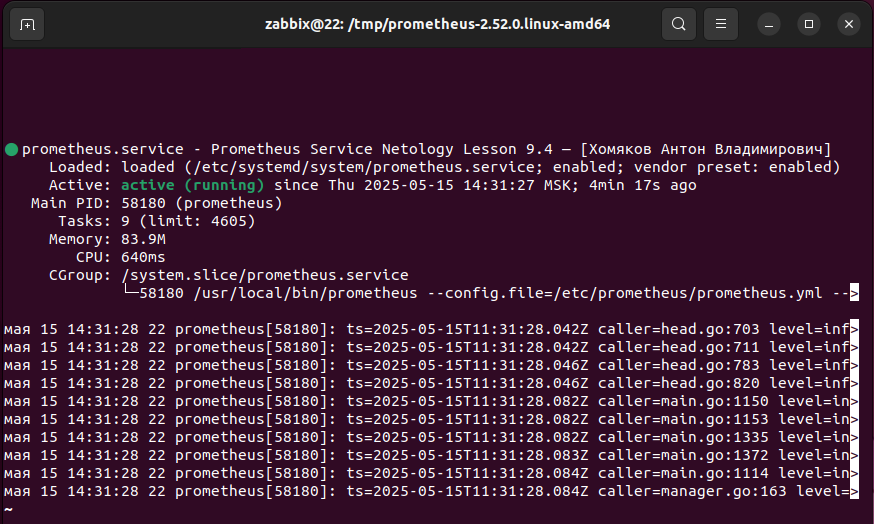 zabbix@22: /tmp/prometheus-2.52.0.linux-amd64
prometheus.service - Prometheus Service Netology Lesson 9.4 — [Хомяков Антон Владимирович]
Loaded: loaded (/etc/systemd/system/prometheus.service; enabled; vendor preset: enabled)
Active: active (running) since Thu 2025-05-15 14:31:27 MSK; 4min 17s ago
Main PID: 58180 (prometheus)
Tasks: 9 (limit: 4605)
Memory: 83.9M
CPU: 640ms
CGroup: /system.slice/prometheus.service
└─58180 /usr/local/bin/prometheus --config.file=/etc/prometheus/prometheus.yml -->
мая 15 14:31:28 22 prometheus[58180]: ts=2025-05-15T11:31:28.042Z caller=head.go:703 level=inf>
мая 15 14:31:28 22 prometheus[58180]: ts=2025-05-15T11:31:28.042Z caller=head.go:711 level=inf>
мая 15 14:31:28 22 prometheus[58180]: ts=2025-05-15T11:31:28.046Z caller=head.go:783 level=inf>
мая 15 14:31:28 22 prometheus[58180]: ts=2025-05-15T11:31:28.046Z caller=head.go:820 level=inf>
мая 15 14:31:28 22 prometheus[58180]: ts=2025-05-15T11:31:28.082Z caller=main.go:1150 level=in>
мая 15 14:31:28 22 prometheus[58180]: ts=2025-05-15T11:31:28.082Z caller=main.go:1153 level=in>
мая 15 14:31:28 22 prometheus[58180]: ts=2025-05-15T11:31:28.082Z caller=main.go:1335 level=in>
мая 15 14:31:28 22 prometheus[58180]: ts=2025-05-15T11:31:28.083Z caller=main.go:1372 level=in>
мая 15 14:31:28 22 prometheus[58180]: ts=2025-05-15T11:31:28.084Z caller=main.go:1114 level=in>
мая 15 14:31:28 22 prometheus[58180]: ts=2025-05-15T11:31:28.084Z caller=manager.go:163 level=>
~